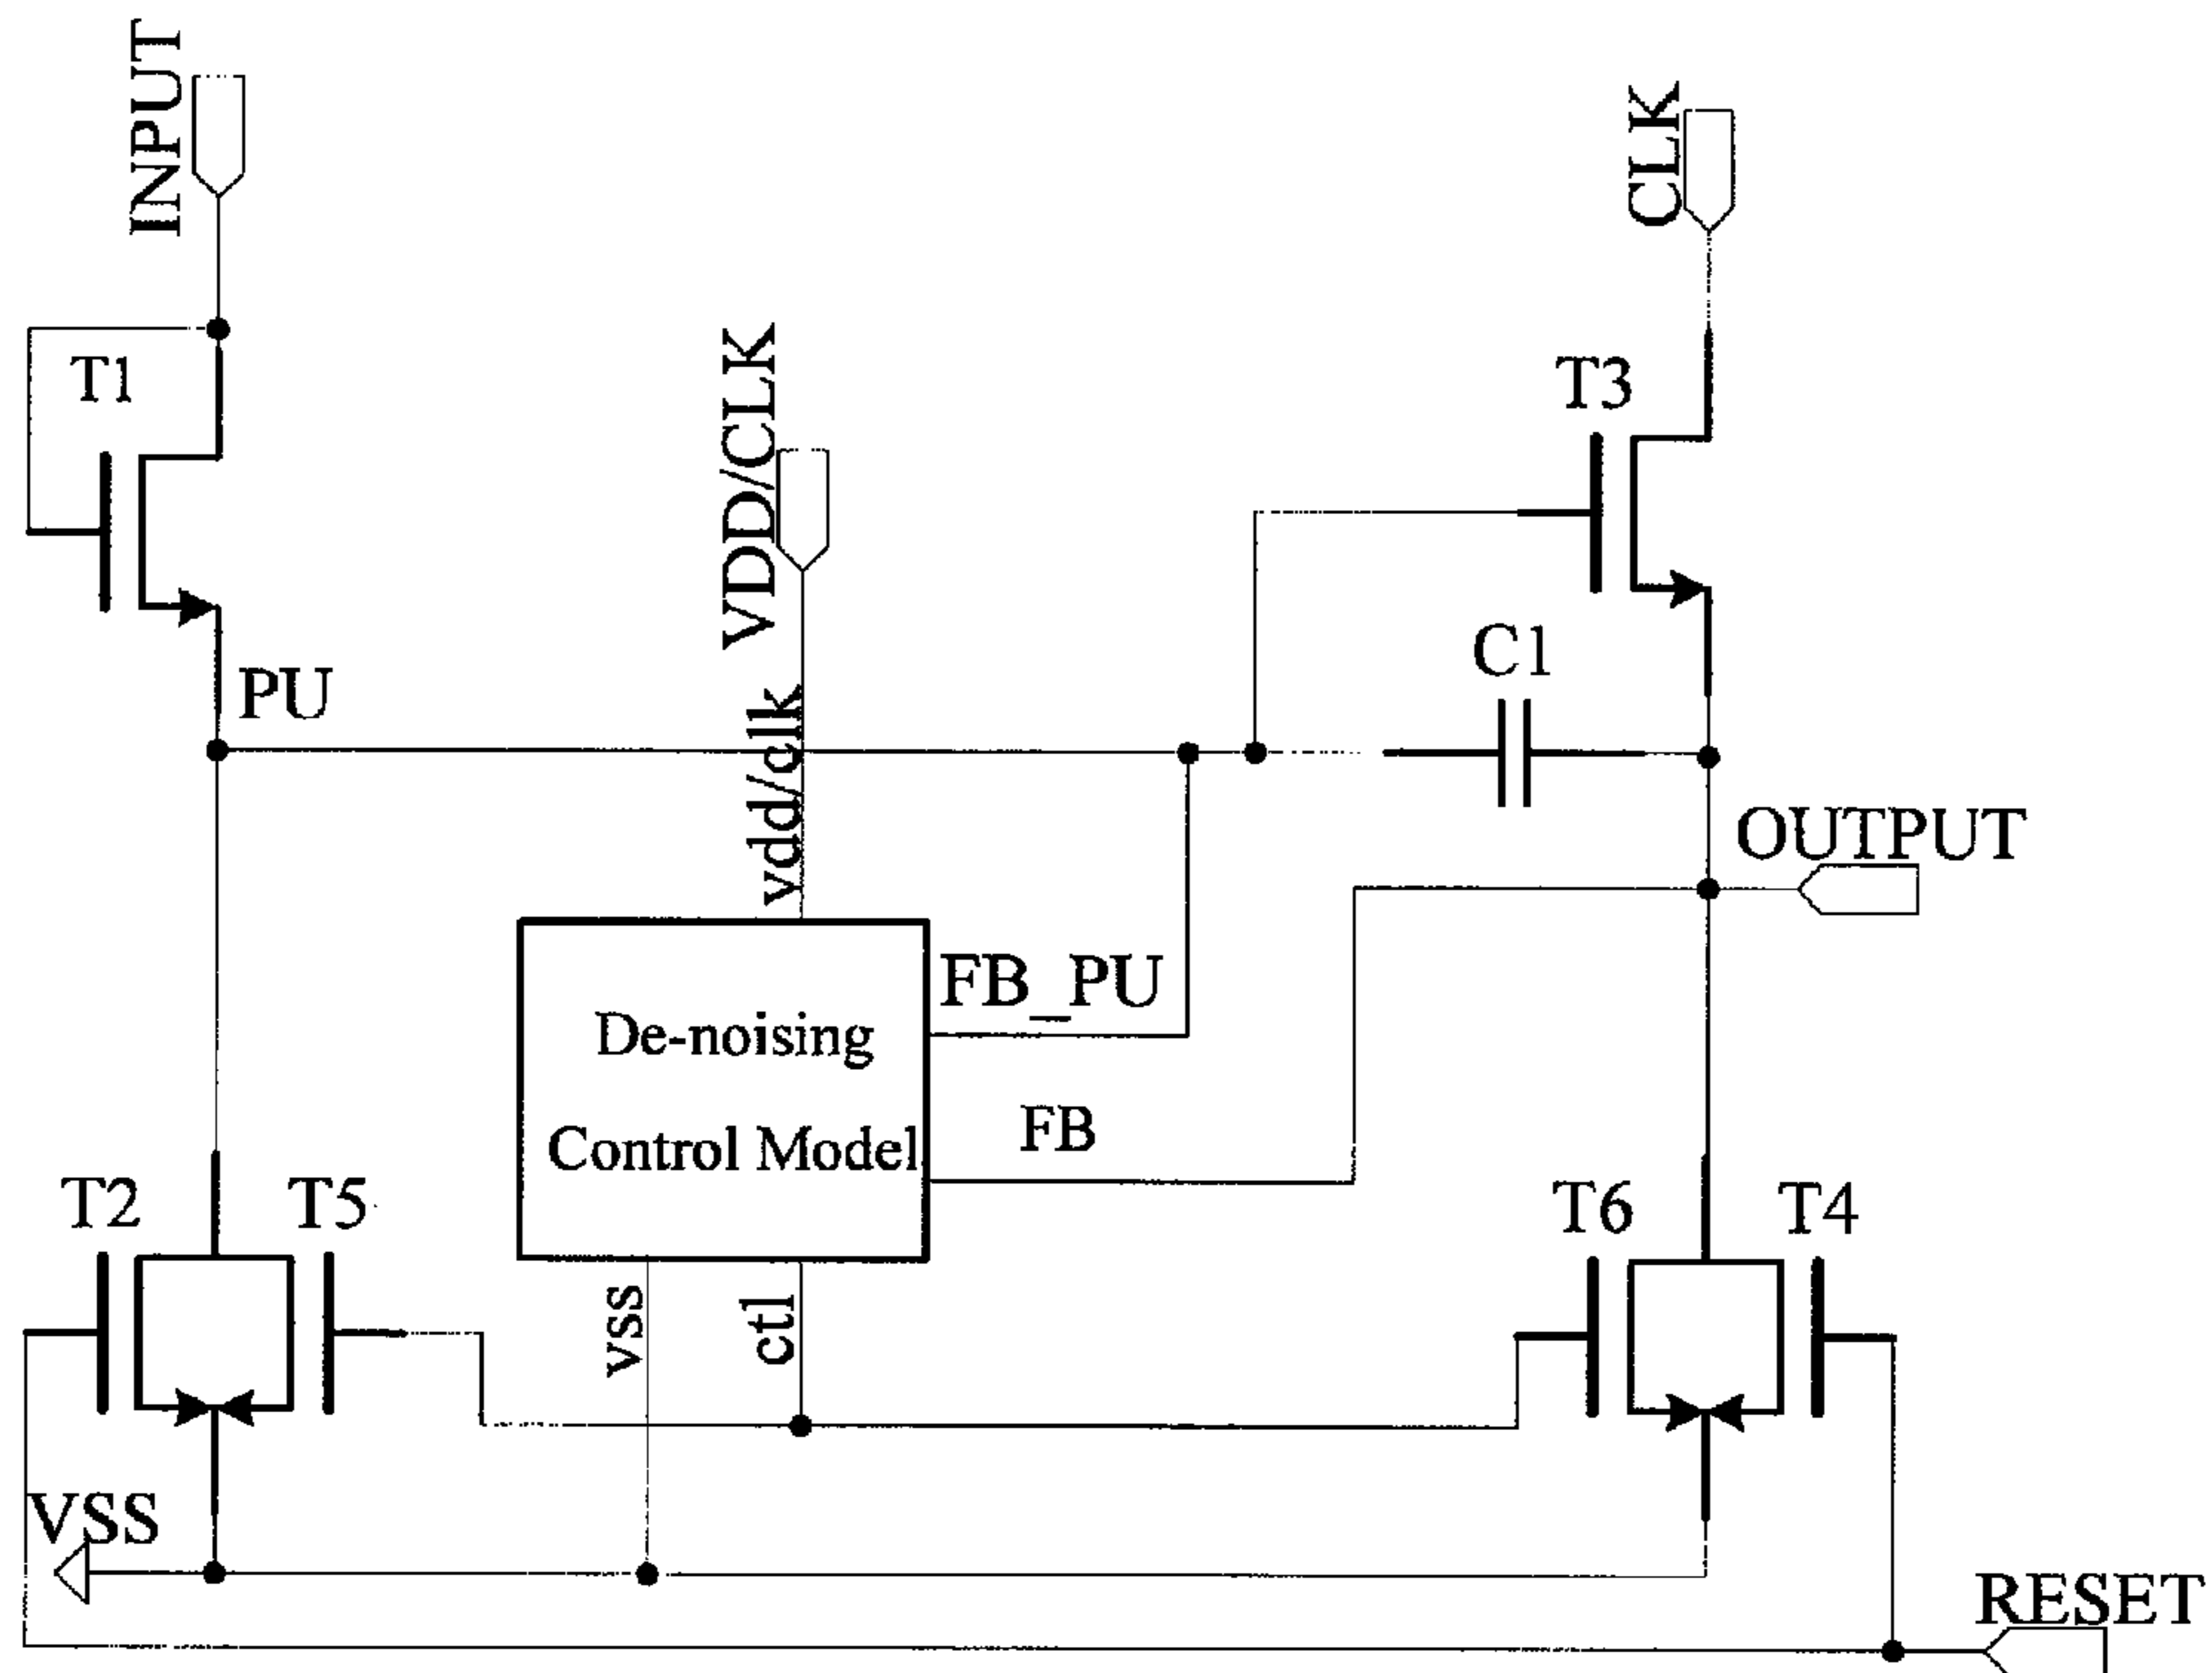 INPUT
CLK
T1
T3
VDD/CLK
C1
PU
vdd/clk
OUTPUT
FB_PU
De-noising
Control Model
FB
T2
T5
T6
T4
vss
ctl
VSS
RESET